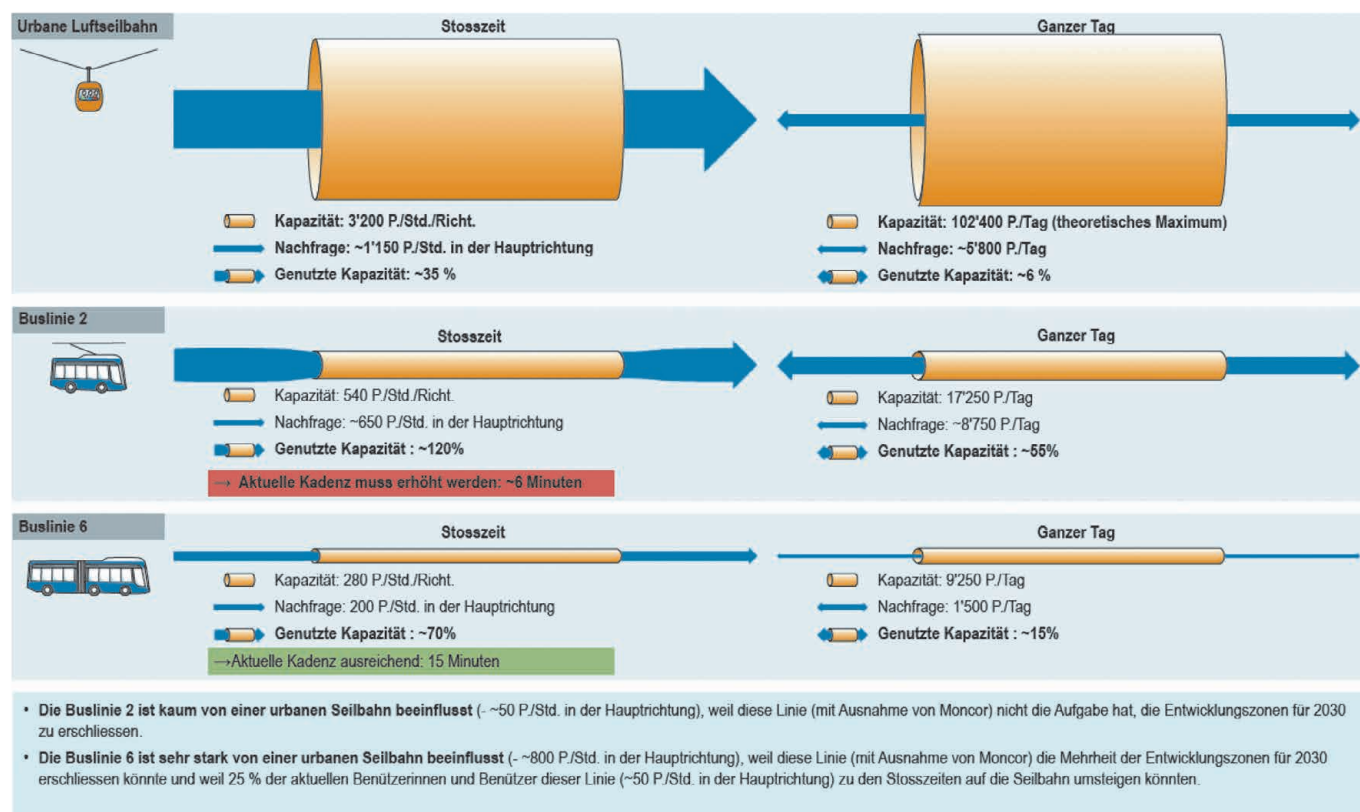 Urbane Luftseilbahn
Stosszeit
Ganzer Tag
Kapazität: 3'200 P./Std./Richt.
Nachfrage: ~1'150 P./Std. in der Hauptrichtung
Genutzte Kapazität: ~35 %
Kapazität: 102'400 P./Tag (theoretisches Maximum)
Nachfrage: ~5'800 P./Tag
Genutzte Kapazität: ~6 %
Buslinie 2
Stosszeit
Ganzer Tag
Kapazität: 540 P./Std./Richt.
Nachfrage: ~650 P./Std. in der Hauptrichtung
Genutzte Kapazität : ~120%
→ Aktuelle Kadenz muss erhöht werden: ~6 Minuten
Kapazität: 17'250 P./Tag
Nachfrage: ~8'750 P./Tag
Genutzte Kapazität : ~55%
Buslinie 6
Stosszeit
Ganzer Tag
Kapazität: 280 P./Std./Richt.
Nachfrage: 200 P./Std. in der Hauptrichtung
Genutzte Kapazität : ~70%
→Aktuelle Kadenz ausreichend: 15 Minuten
Kapazität: 9'250 P./Tag
Nachfrage: 1'500 P./Tag
Genutzte Kapazität : ~15%
• Die Buslinie 2 ist kaum von einer urbanen Seilbahn beeinflusst (- ~50 P./Std. in der Hauptrichtung), weil diese Linie (mit Ausnahme von Moncor) nicht die Aufgabe hat, die Entwicklungszonen für 2030
zu erschliessen.
• Die Buslinie 6 ist sehr stark von einer urbanen Seilbahn beeinflusst (- ~800 P./Std. in der Hauptrichtung), weil diese Linie (mit Ausnahme von Moncor) die Mehrheit der Entwicklungszonen für 2030
erschliessen könnte und weil 25 % der aktuellen Benützerinnen und Benützer dieser Linie (~50 P./Std. in der Hauptrichtung) zu den Stosszeiten auf die Seilbahn umsteigen könnten.